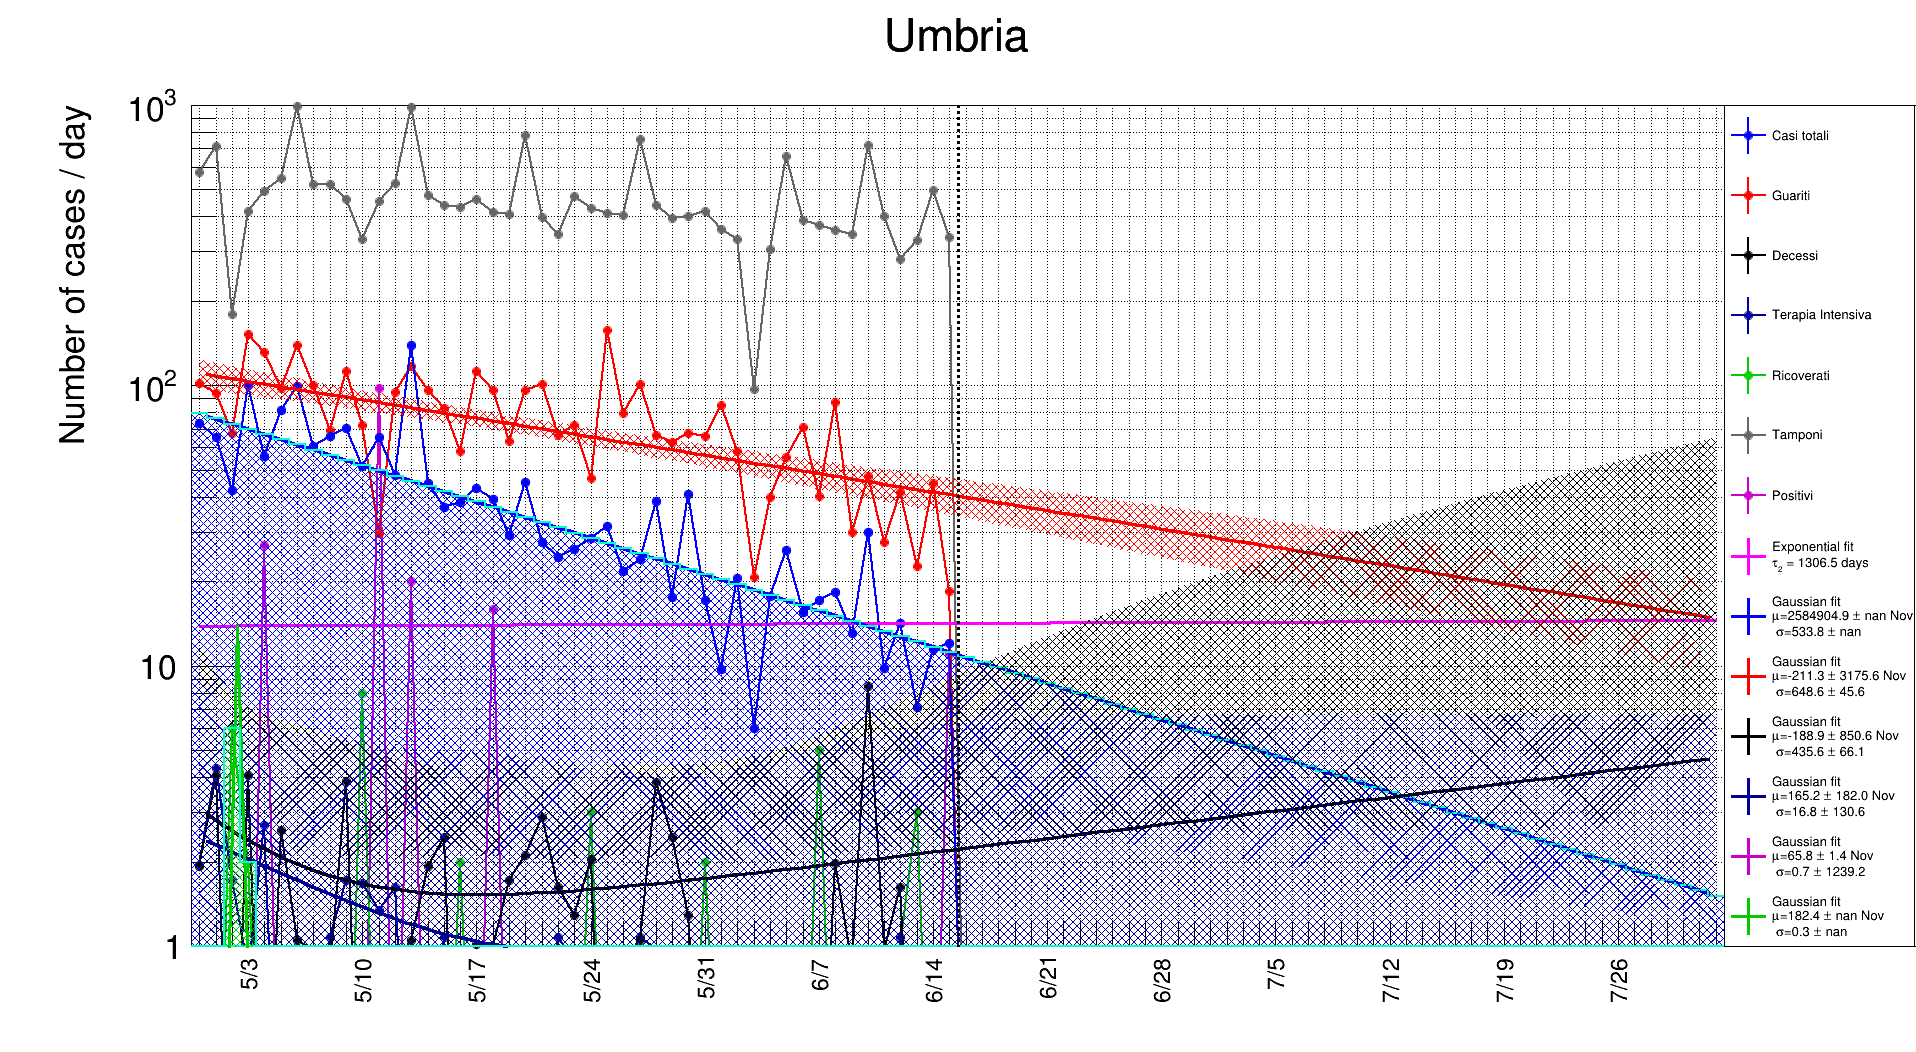 Umbria
Number of cases / day
10³
10²
10
1
5/3
5/10
5/17
5/24
5/31
6/7
6/14
6/21
6/28
7/5
7/12
7/19
7/26
Casi totali
Guariti
Decessi
Terapia Intensiva
Ricoverati
Tamponi
Positivi
Exponential fit
τ₂ = 1306.5 days
Gaussian fit
μ=2584904.9 ± nan Nov
σ=533.8 ± nan
Gaussian fit
μ=-211.3 ± 3175.6 Nov
σ=648.6 ± 45.6
Gaussian fit
μ=-188.9 ± 850.6 Nov
σ=435.6 ± 66.1
Gaussian fit
μ=165.2 ± 182.0 Nov
σ=16.8 ± 130.6
Gaussian fit
μ=65.8 ± 1.4 Nov
σ=0.7 ± 1239.2
Gaussian fit
μ=182.4 ± nan Nov
σ=0.3 ± nan